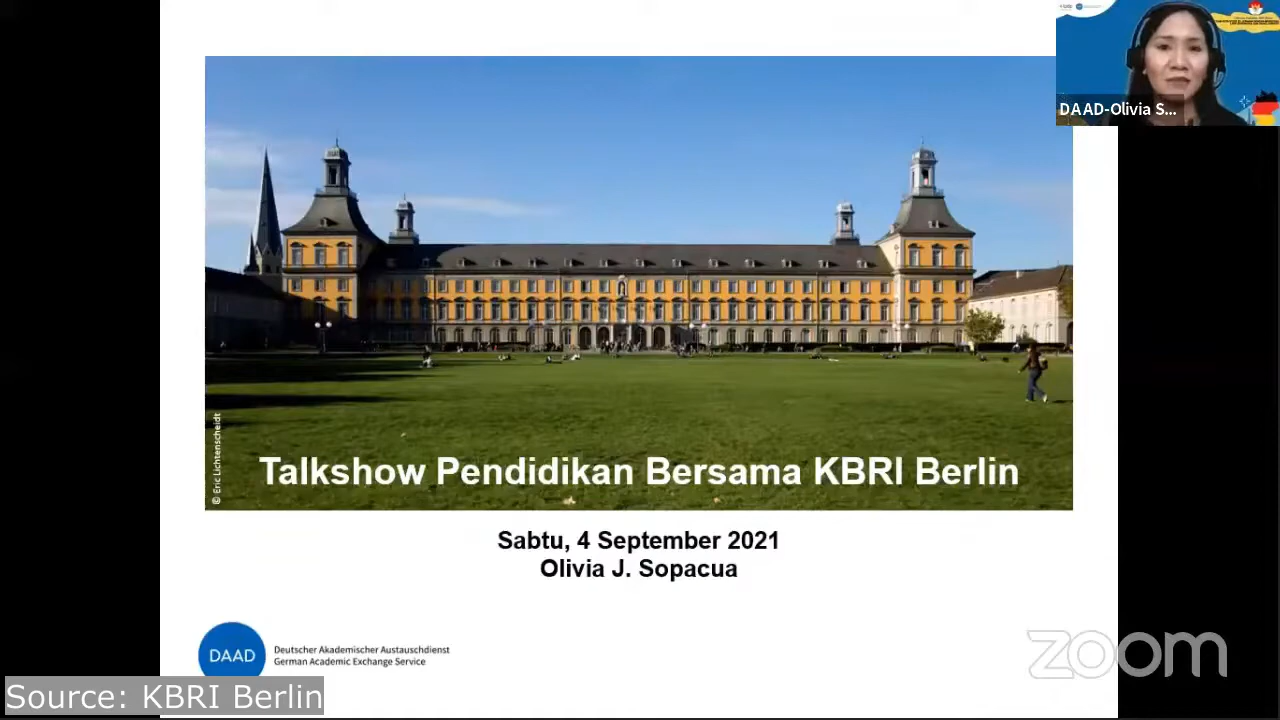 DAAD-Olivia S...
© Eric Lichtenscheidt
Talkshow Pendidikan Bersama KBRI Berlin
Sabtu, 4 September 2021
Olivia J. Sopacua
DAAD
Deutscher Akademischer Austauschdienst
German Academic Exchange Service
zoom
Source: KBRI Berlin